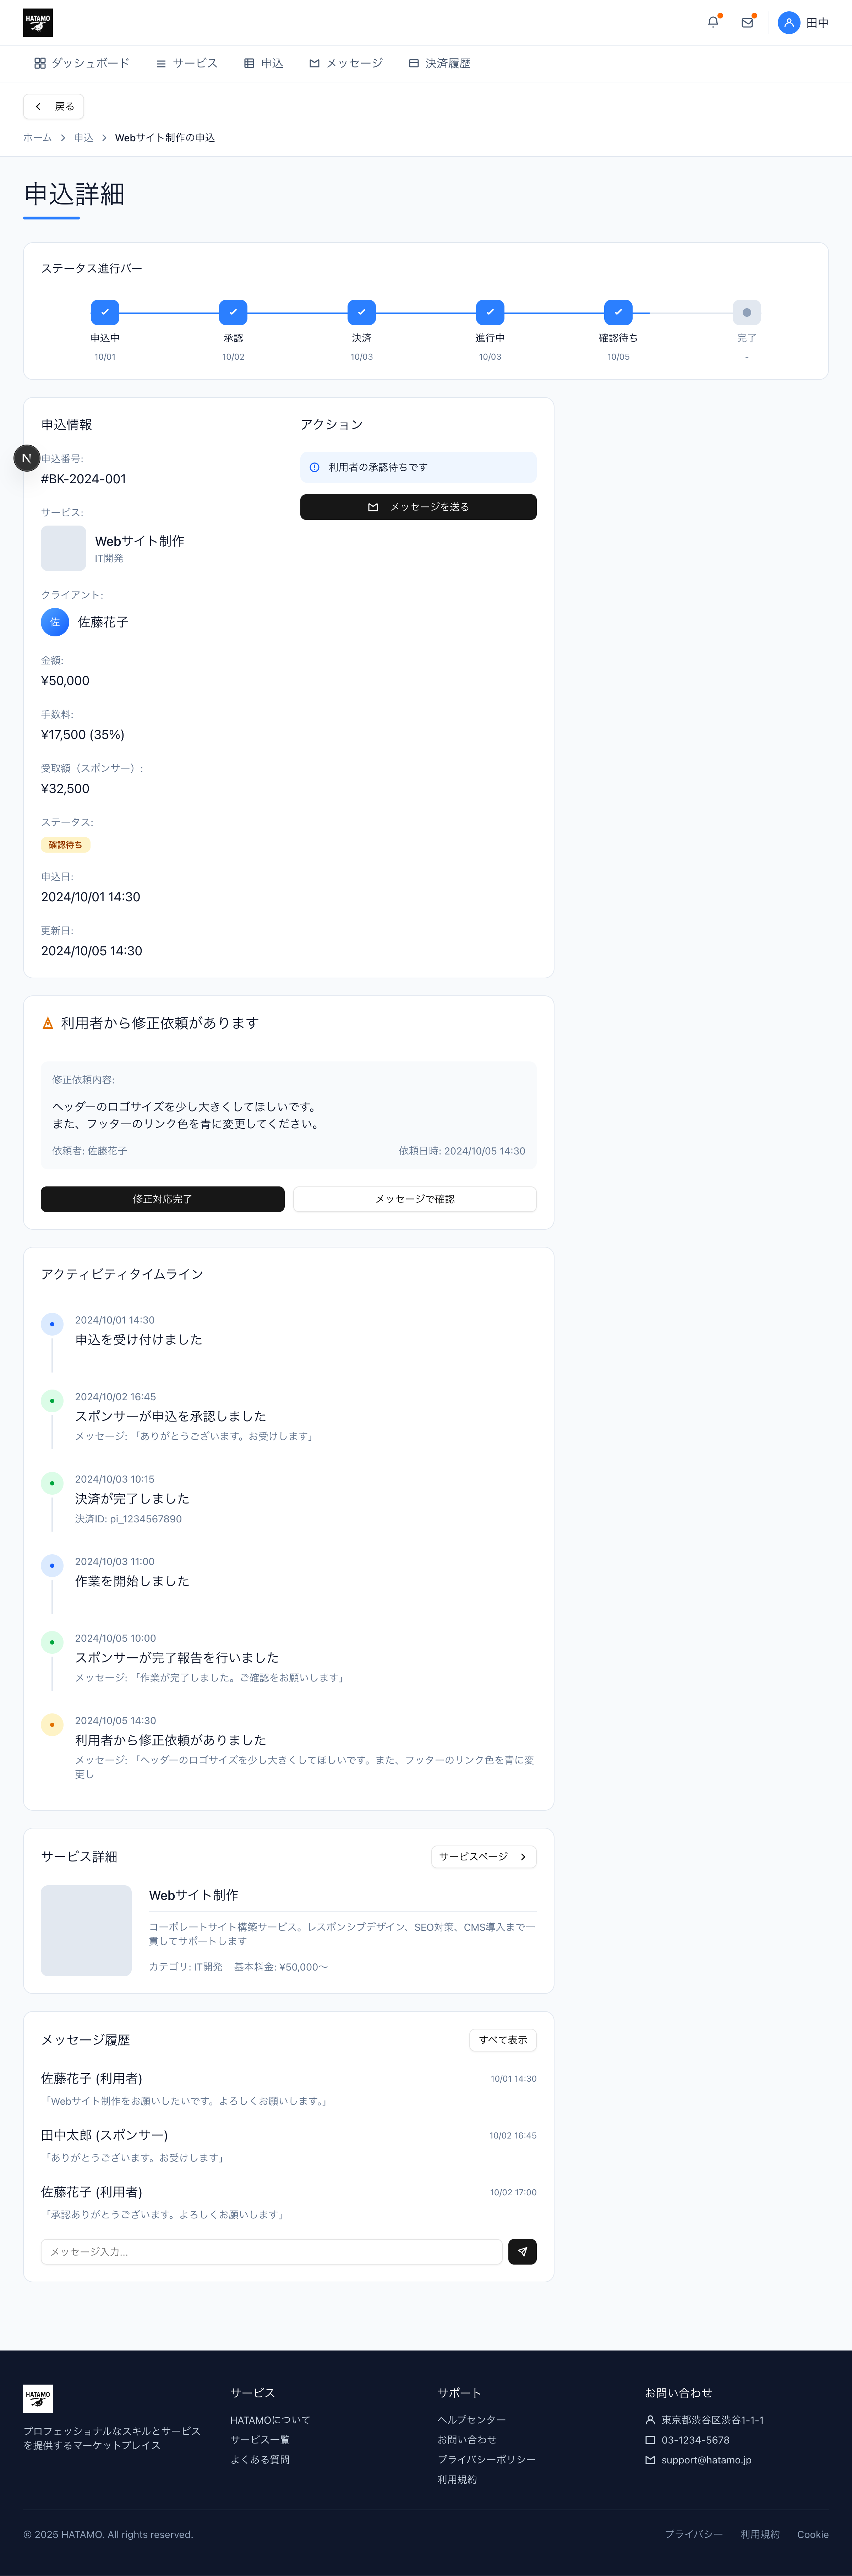 HATAMO
田中
ダッシュボード
サービス
申込
メッセージ
決済履歴
戻る
ホーム > 申込 > Webサイト制作の申込
申込詳細
ステータス進行バー
申込中
10/01
承認
10/02
決済
10/03
進行中
10/03
確認待ち
10/05
完了
-
申込情報
N
申込番号:
#BK-2024-001
サービス:
Webサイト制作
IT開発
クライアント:
佐
佐藤花子
金額:
¥50,000
手数料:
¥17,500 (35%)
受取額（スポンサー）:
¥32,500
ステータス:
確認待ち
申込日:
2024/10/01 14:30
更新日:
2024/10/05 14:30
アクション
利用者の承認待ちです
メッセージを送る
利用者から修正依頼があります
修正依頼内容:
ヘッダーのロゴサイズを少し大きくしてほしいです。
また、フッターのリンク色を青に変更してください。
依頼者: 佐藤花子
依頼日時: 2024/10/05 14:30
修正対応完了
メッセージで確認
アクティビティタイムライン
2024/10/01 14:30
申込を受け付けました
2024/10/02 16:45
スポンサーが申込を承認しました
メッセージ: 「ありがとうございます。お受けします」
2024/10/03 10:15
決済が完了しました
決済ID: pi_1234567890
2024/10/03 11:00
作業を開始しました
2024/10/05 10:00
スポンサーが完了報告を行いました
メッセージ: 「作業が完了しました。ご確認をお願いします」
2024/10/05 14:30
利用者から修正依頼がありました
メッセージ: 「ヘッダーのロゴサイズを少し大きくしてほしいです。また、フッターのリンク色を青に変
更し
サービス詳細
サービスページ
Webサイト制作
コーポレートサイト構築サービス。レスポンシブデザイン、SEO対策、CMS導入まで一
貫してサポートします
カテゴリ: IT開発 基本料金: ¥50,000〜
メッセージ履歴
すべて表示
佐藤花子 (利用者)
10/01 14:30
「Webサイト制作をお願いしたいです。よろしくお願いします。」
田中太郎 (スポンサー)
10/02 16:45
「ありがとうございます。お受けします」
佐藤花子 (利用者)
10/02 17:00
「承認ありがとうございます。よろしくお願いします」
メッセージ入力...
HATAMO
プロフェッショナルなスキルとサービス
を提供するマーケットプレイス
サービス
HATAMOについて
サービス一覧
よくある質問
サポート
ヘルプセンター
お問い合わせ
プライバシーポリシー
利用規約
お問い合わせ
東京都渋谷区渋谷1-1-1
03-1234-5678
support@hatamo.jp
© 2025 HATAMO. All rights reserved.
プライバシー
利用規約
Cookie